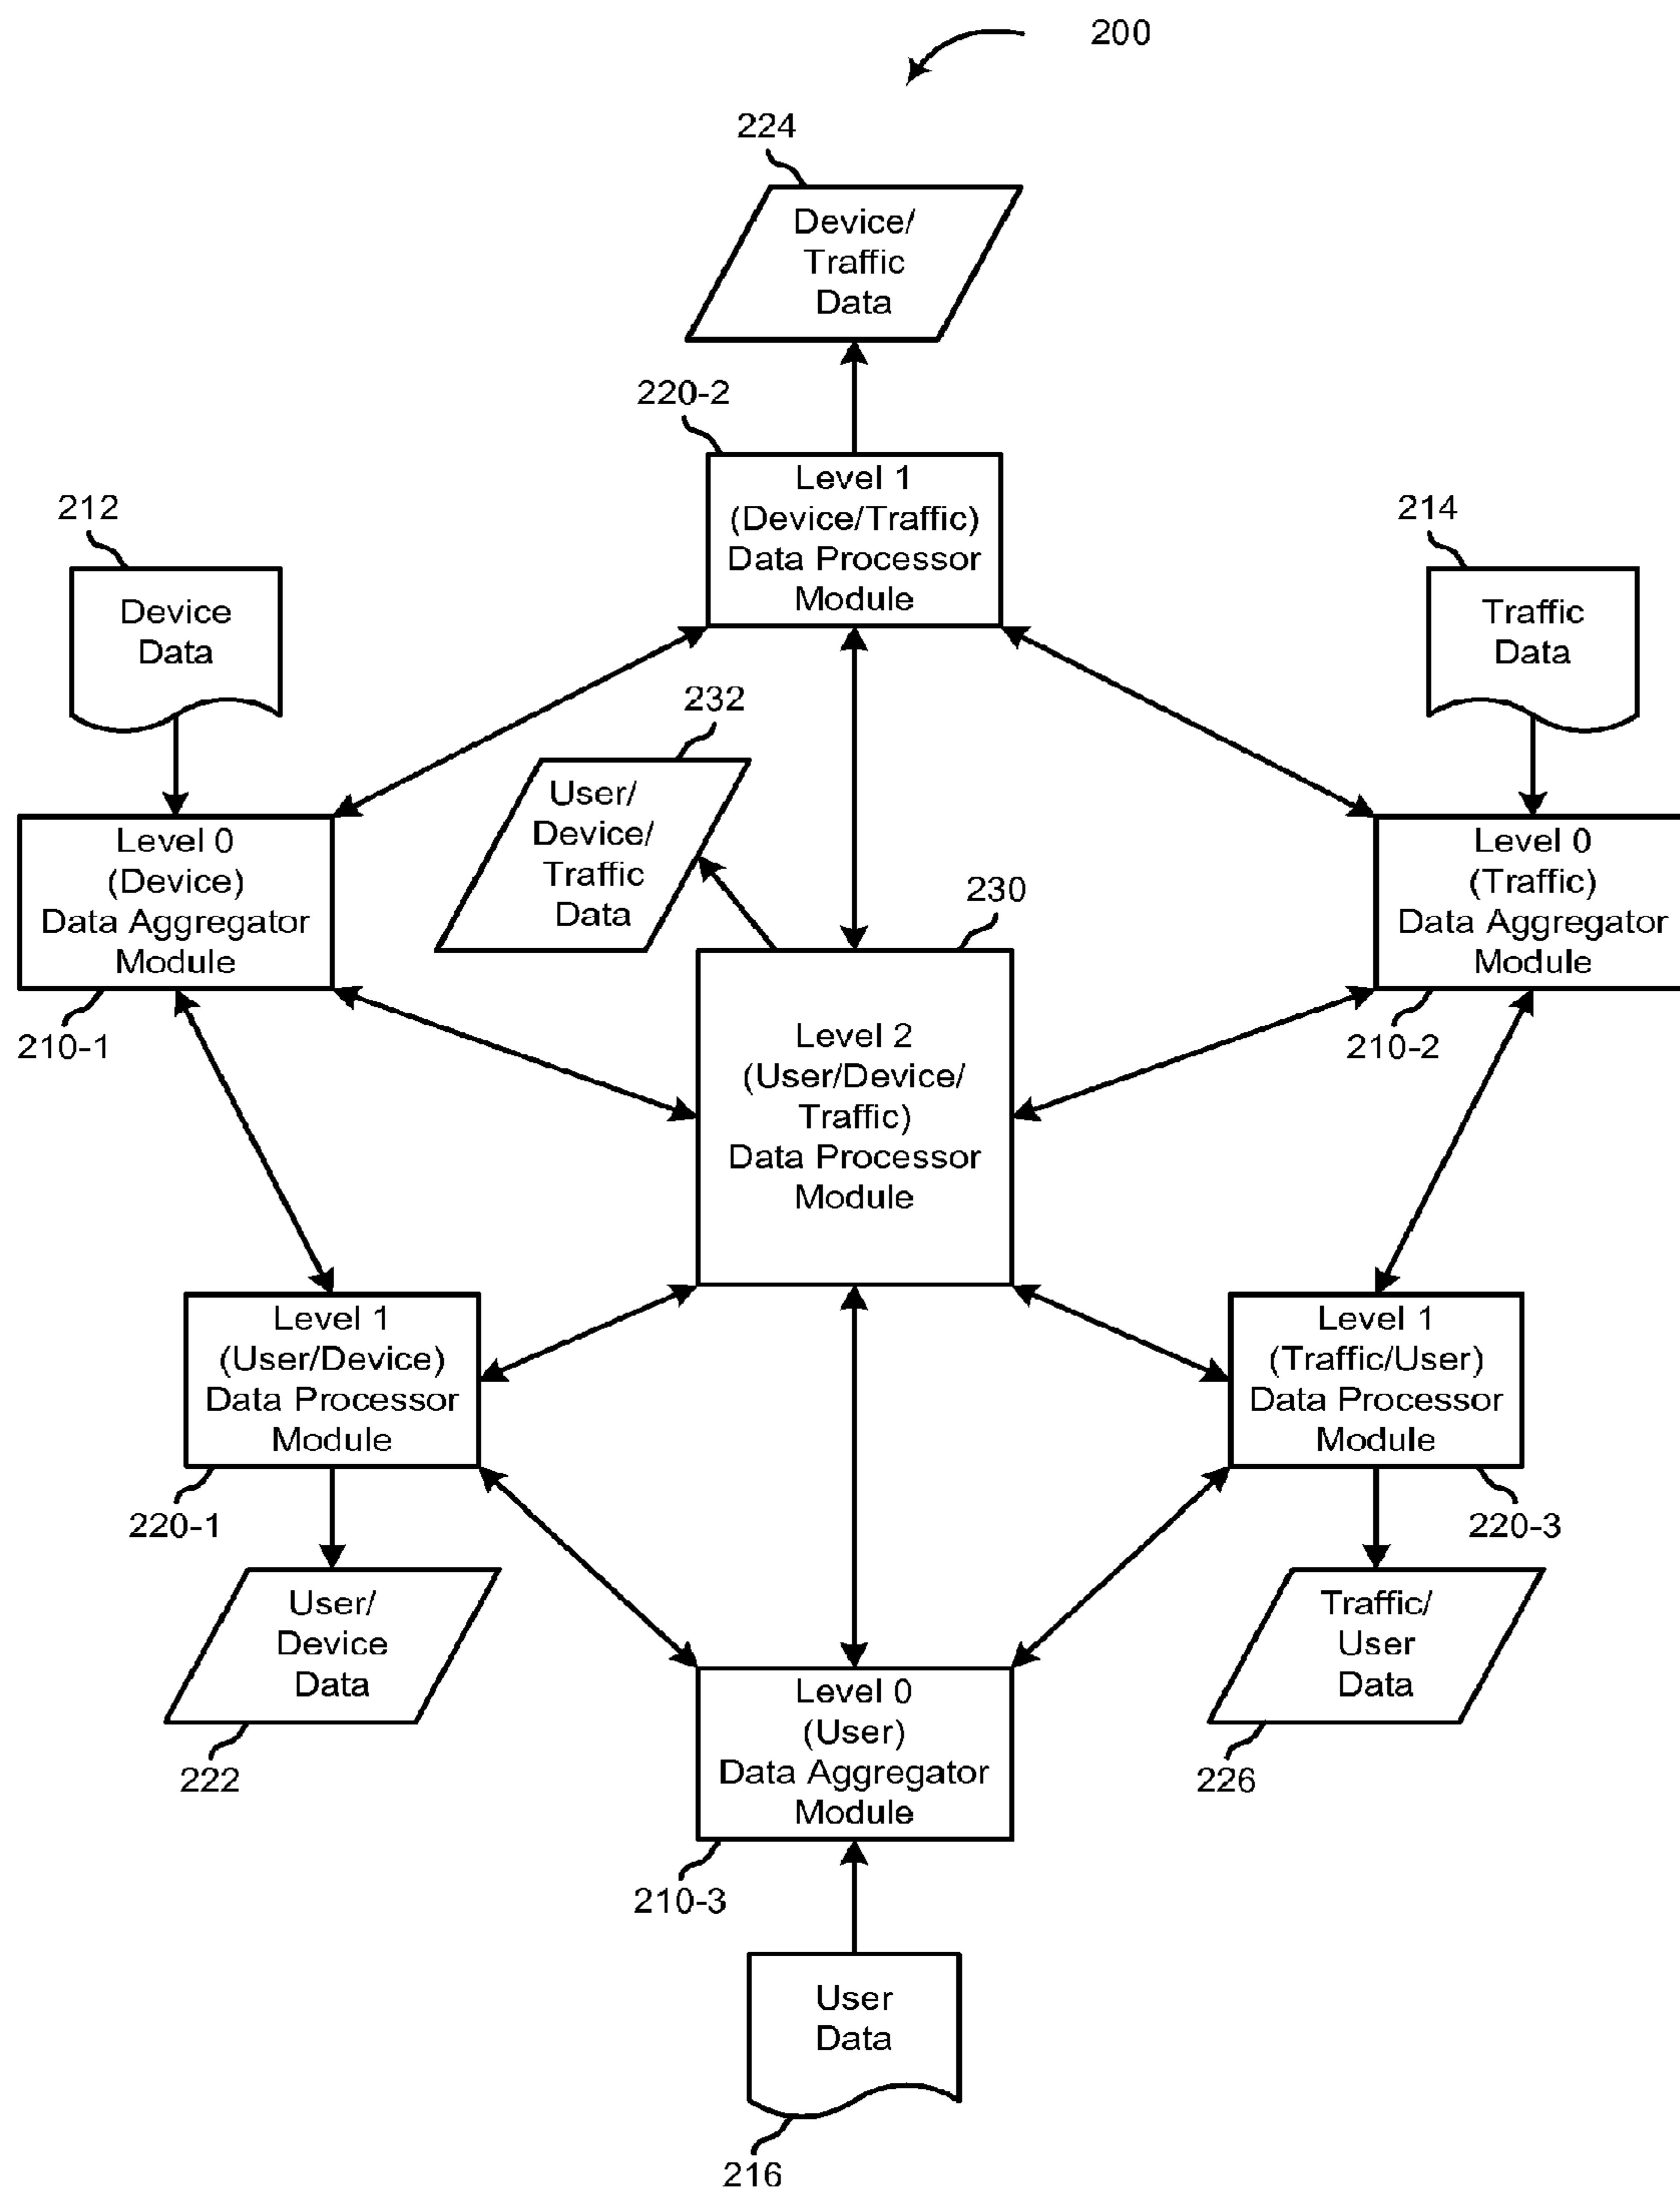 200
224
Device/
Traffic
Data
220-2
Level 1
(Device/Traffic)
Data Processor
Module
212
Device
Data
214
Traffic
Data
232
User/
Device/
Traffic
Data
Level 0
(Device)
Data Aggregator
Module
210-1
230
Level 0
(Traffic)
Data Aggregator
Module
210-2
Level 2
(User/Device/
Traffic)
Data Processor
Module
Level 1
(User/Device)
Data Processor
Module
220-1
Level 1
(Traffic/User)
Data Processor
Module
220-3
User/
Device
Data
222
Traffic/
User
Data
226
Level 0
(User)
Data Aggregator
Module
210-3
User
Data
216